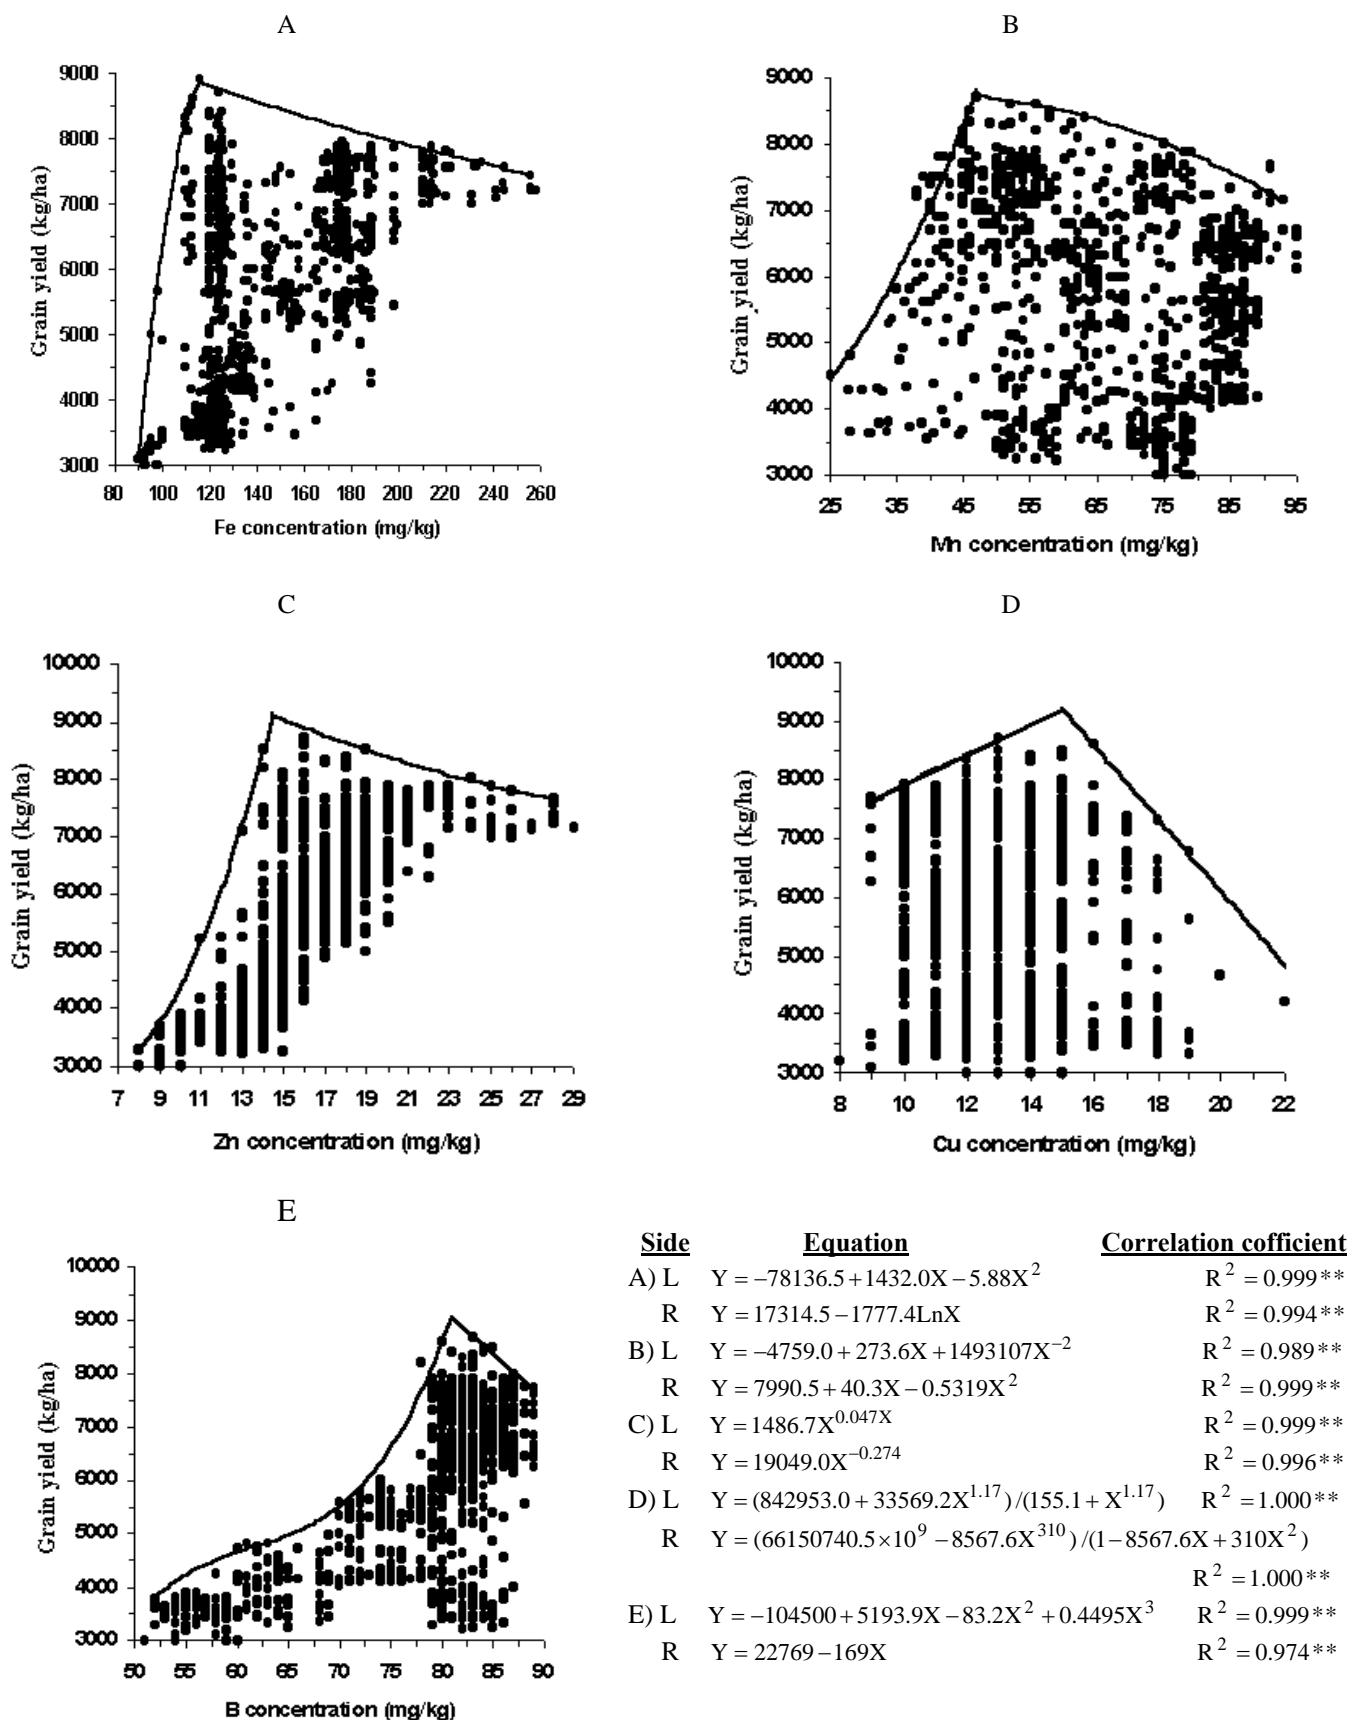 A
B
9000
8000
7000
6000
5000
4000
3000
Grain yield (kg/ha)
80 100 120 140 160 180 200 220 240 260
Fe concentration (mg/kg)
9000
8000
7000
6000
5000
4000
3000
Grain yield (kg/ha)
25 35 45 55 65 75 85 95
Mn concentration (mg/kg)
C
D
10000
9000
8000
7000
6000
5000
4000
3000
Grain yield (kg/ha)
7 9 11 13 15 17 19 21 23 25 27 29
Zn concentration (mg/kg)
10000
9000
8000
7000
6000
5000
4000
3000
Grain yield (kg/ha)
8 10 12 14 16 18 20 22
Cu concentration (mg/kg)
E
10000
9000
8000
7000
6000
5000
4000
3000
Grain yield (kg/ha)
50 55 60 65 70 75 80 85 90
B concentration (mg/kg)
Side Equation Correlation cofficient
A) L Y = −78136.5 + 1432.0X − 5.88X² R² = 0.999**
R Y = 17314.5 − 1777.4LnX R² = 0.994**
B) L Y = −4759.0 + 273.6X + 1493107X⁻² R² = 0.989**
R Y = 7990.5 + 40.3X − 0.5319X² R² = 0.999**
C) L Y = 1486.7X^0.047X R² = 0.999**
R Y = 19049.0X^−0.274 R² = 0.996**
D) L Y = (842953.0 + 33569.2X^1.17)/(155.1 + X^1.17) R² = 1.000**
R Y = (66150740.5×10⁹ − 8567.6X³¹⁰)/(1 − 8567.6X + 310X²)
R² = 1.000**
E) L Y = −104500 + 5193.9X − 83.2X² + 0.4495X³ R² = 0.999**
R Y = 22769 − 169X R² = 0.974**